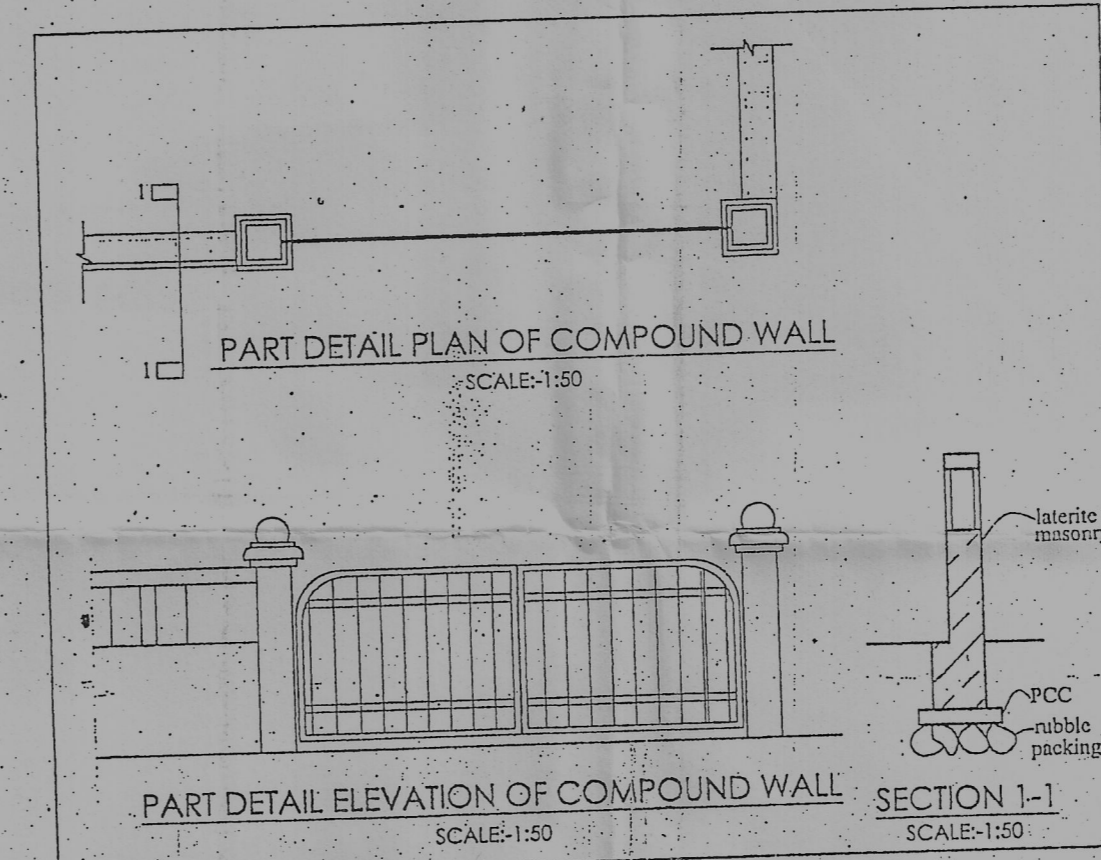 1
1
PART DETAIL PLAN OF COMPOUND WALL
SCALE:-1:50
laterite
masonry
PCC
rubble
packing
PART DETAIL ELEVATION OF COMPOUND WALL
SCALE:-1:50
SECTION 1-1
SCALE:-1:50